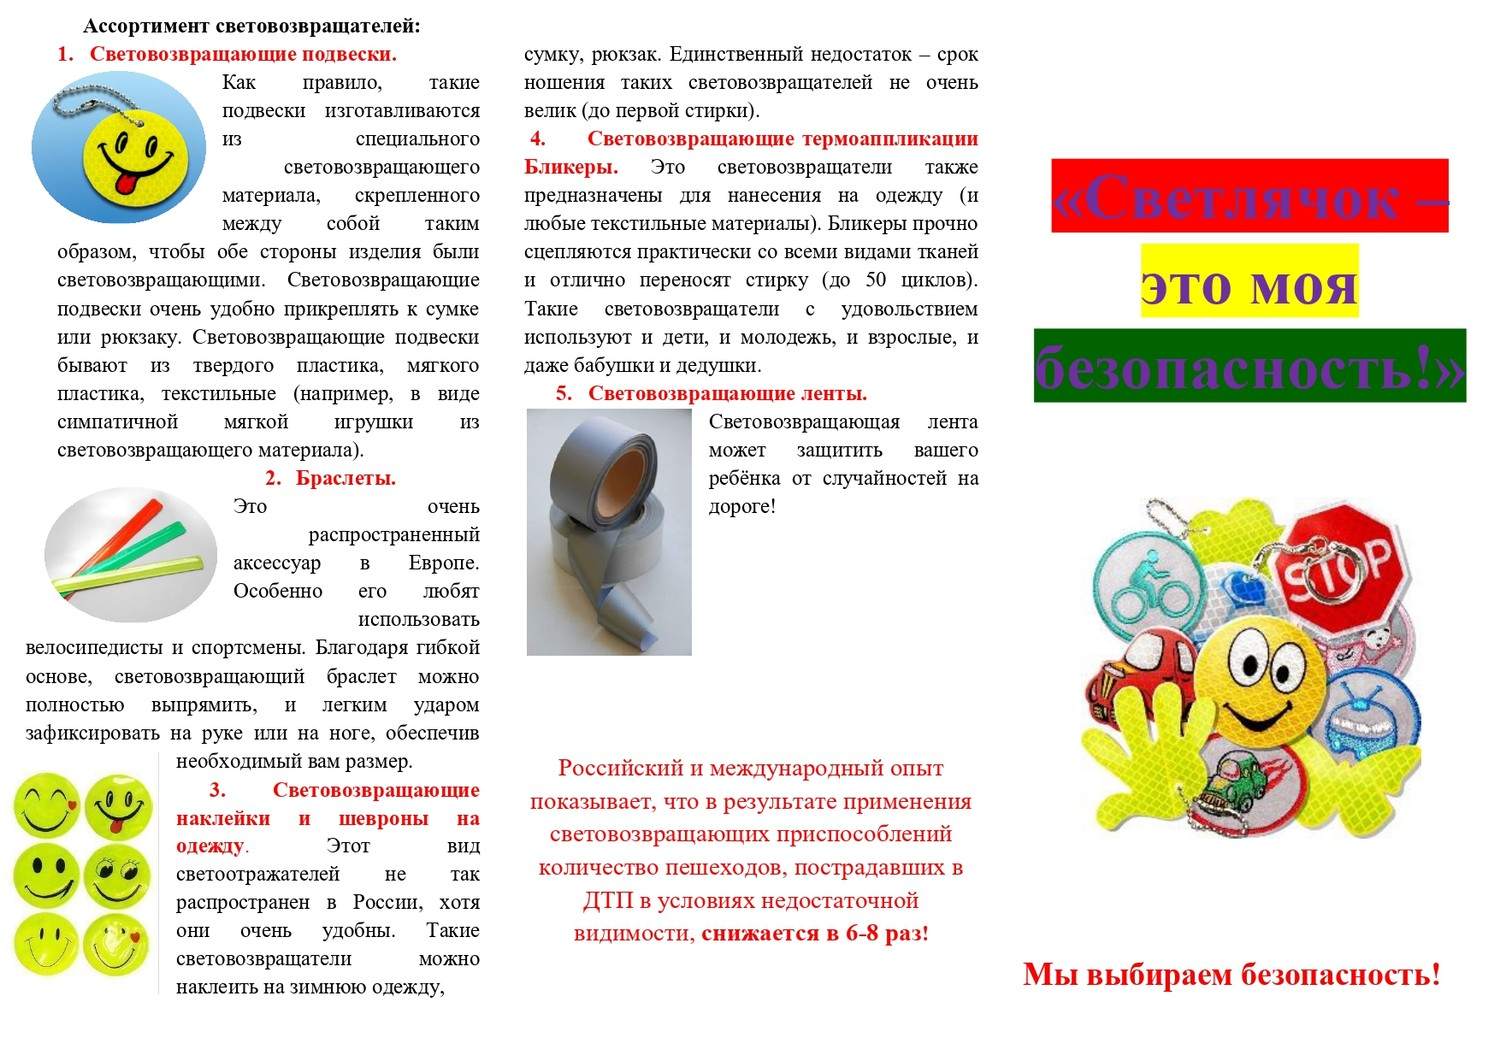 Ассортимент световозвращателей:
1. Световозвращающие подвески.
Как правило, такие
подвески изготавливаются
из специального
световозвращающего
материала, скрепленного
между собой таким
образом, чтобы обе стороны изделия были
световозвращающими. Световозвращающие
подвески очень удобно прикреплять к сумке
или рюкзаку. Световозвращающие подвески
бывают из твердого пластика, мягкого
пластика, текстильные (например, в виде
симпатичной мягкой игрушки из
световозвращающего материала).
2. Браслеты.
Это очень
распространенный
аксессуар в Европе.
Особенно его любят
использовать
велосипедисты и спортсмены. Благодаря гибкой
основе, световозвращающий браслет можно
полностью выпрямить, и легким ударом
зафиксировать на руке или на ноге, обеспечив
необходимый вам размер.
3. Световозвращающие
наклейки и шевроны на
одежду. Этот вид
светоотражателей не так
распространен в России, хотя
они очень удобны. Такие
световозвращатели можно
наклеить на зимнюю одежду,
сумку, рюкзак. Единственный недостаток – срок
ношения таких световозвращателей не очень
велик (до первой стирки).
4. Световозвращающие термоаппликации
Бликеры. Это световозвращатели также
предназначены для нанесения на одежду (и
любые текстильные материалы). Бликеры прочно
сцепляются практически со всеми видами тканей
и отлично переносят стирку (до 50 циклов).
Такие световозвращатели с удовольствием
используют и дети, и молодежь, и взрослые, и
даже бабушки и дедушки.
5. Световозвращающие ленты.
Световозвращающая лента
может защитить вашего
ребёнка от случайностей на
дороге!
Российский и международный опыт
показывает, что в результате применения
световозвращающих приспособлений
количество пешеходов, пострадавших в
ДТП в условиях недостаточной
видимости, снижается в 6-8 раз!
«Светлячок –
это моя
безопасность!»
STOP
Мы выбираем безопасность!